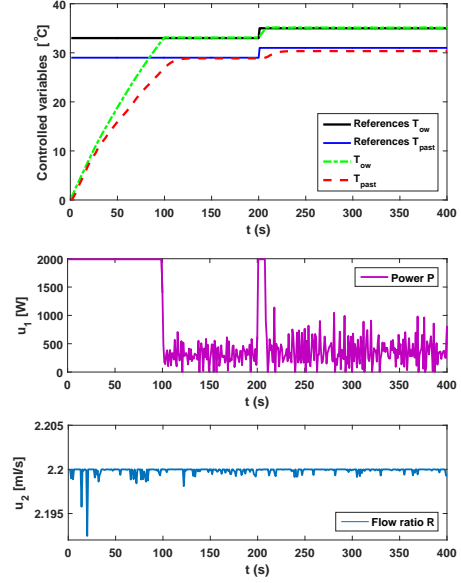 Controlled variables [°C]
40
30
20
10
0
References T_ow
References T_past
T_ow
T_past
0 50 100 150 200 250 300 350 400
t (s)
u_1 [W]
2000
1500
1000
500
0
Power P
0 50 100 150 200 250 300 350 400
t (s)
u_2 [ml/s]
2.205
2.2
2.195
Flow ratio R
0 50 100 150 200 250 300 350 400
t (s)